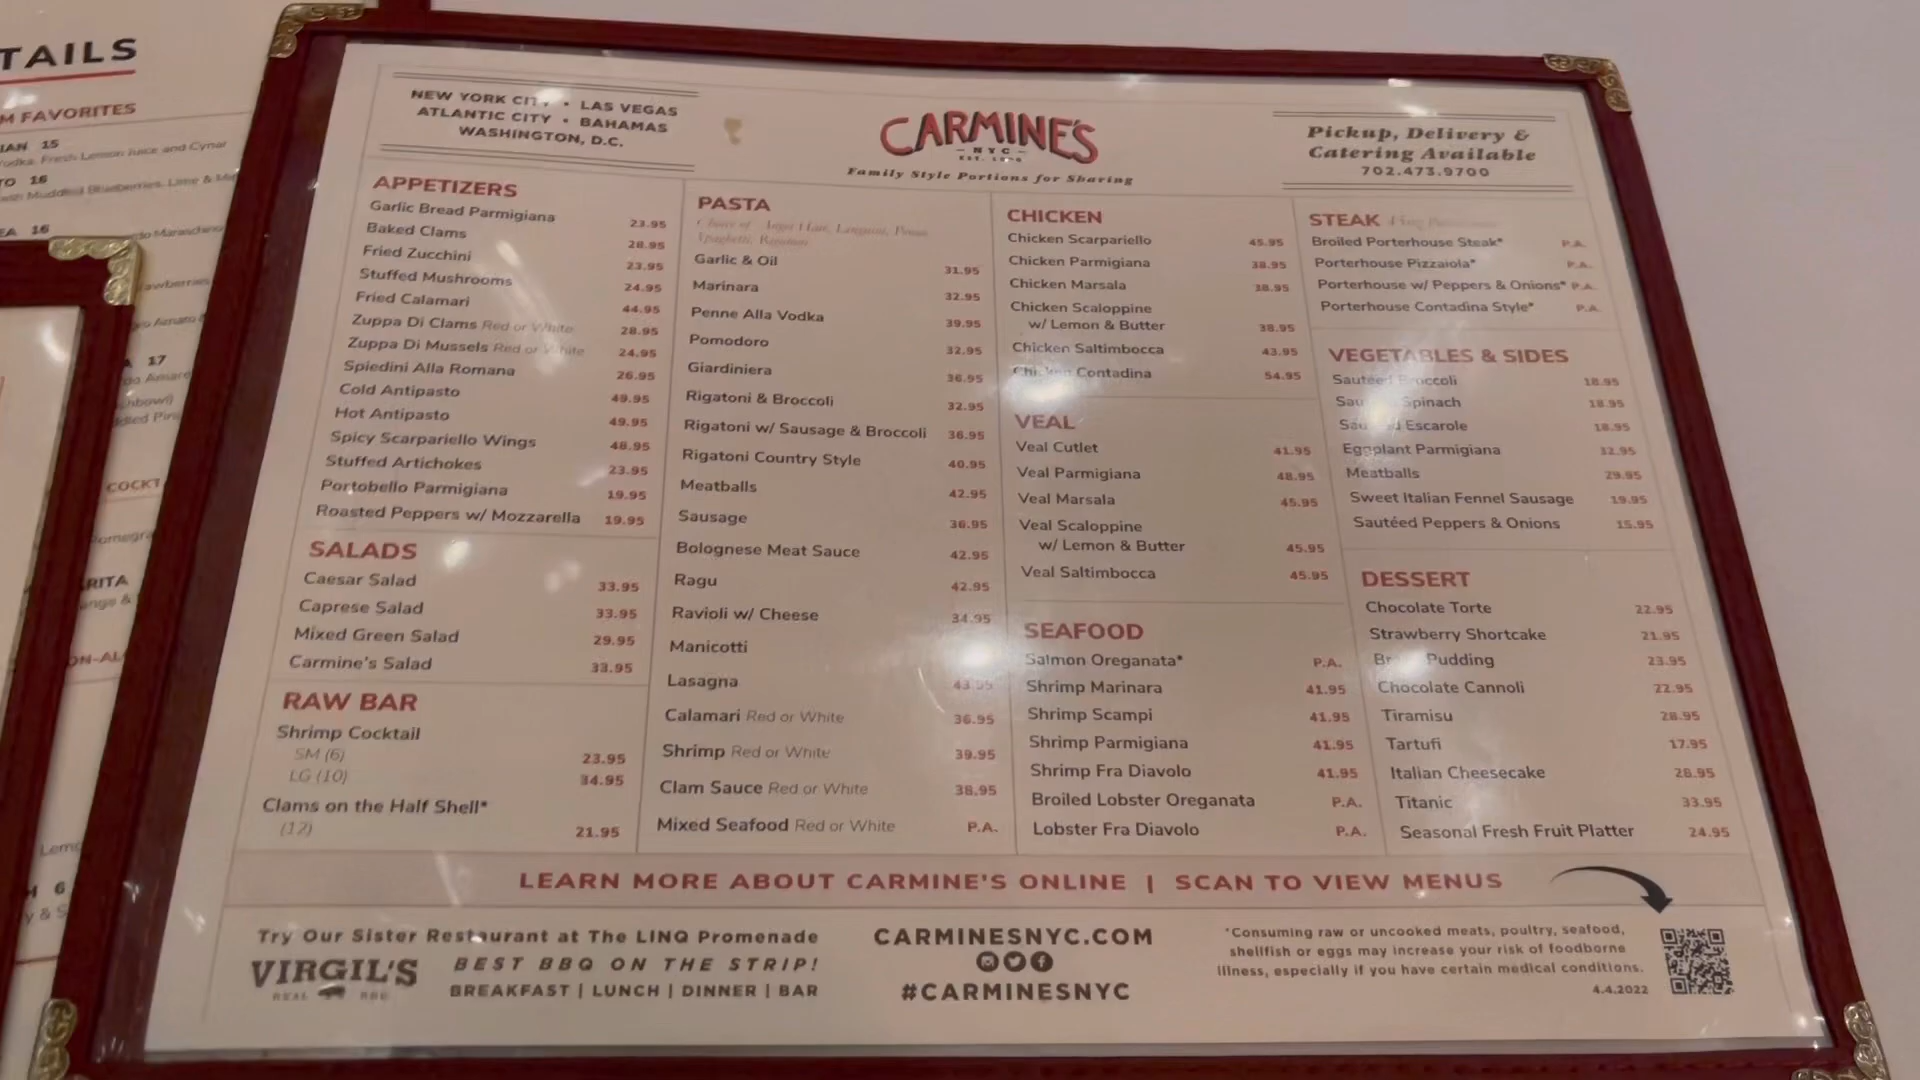 TAILS
M FAVORITES
IAN 15
TO 16
EA 16
17
COCKT
RITA
ON-AL
6
NEW YORK CITY • LAS VEGAS
ATLANTIC CITY • BAHAMAS
WASHINGTON, D.C.
CARMINE'S
NYC
Family Style Portions for Sharing
Pickup, Delivery &
Catering Available
702.473.9700
APPETIZERS
Garlic Bread Parmigiana 23.95
Baked Clams 28.95
Fried Zucchini 23.95
Stuffed Mushrooms 24.95
Fried Calamari 44.95
Zuppa Di Clams Red or White 28.95
Zuppa Di Mussels Red or White 24.95
Spiedini Alla Romana 26.95
Cold Antipasto 49.95
Hot Antipasto 49.95
Spicy Scarpariello Wings 48.95
Stuffed Artichokes 23.95
Portobello Parmigiana 19.95
Roasted Peppers w/ Mozzarella 19.95
SALADS
Caesar Salad 33.95
Caprese Salad 33.95
Mixed Green Salad 29.95
Carmine's Salad 33.95
RAW BAR
Shrimp Cocktail
SM (6) 23.95
LG (10) 34.95
Clams on the Half Shell*
(12) 21.95
PASTA
Choice of Angel Hair, Linguini, Penne,
Spaghetti, Rigatoni
Garlic & Oil 31.95
Marinara 32.95
Penne Alla Vodka 39.95
Pomodoro 32.95
Giardiniera 36.95
Rigatoni & Broccoli 32.95
Rigatoni w/ Sausage & Broccoli 36.95
Rigatoni Country Style 40.95
Meatballs 42.95
Sausage 36.95
Bolognese Meat Sauce 42.95
Ragu 42.95
Ravioli w/ Cheese 34.95
Manicotti
Lasagna 43.95
Calamari Red or White 36.95
Shrimp Red or White 39.95
Clam Sauce Red or White 38.95
Mixed Seafood Red or White P.A.
CHICKEN
Chicken Scarpariello 45.95
Chicken Parmigiana 38.95
Chicken Marsala 38.95
Chicken Scaloppine
w/ Lemon & Butter 38.95
Chicken Saltimbocca 43.95
Chicken Contadina 54.95
VEAL
Veal Cutlet 41.95
Veal Parmigiana 48.95
Veal Marsala 45.95
Veal Scaloppine
w/ Lemon & Butter 45.95
Veal Saltimbocca 45.95
SEAFOOD
Salmon Oreganata* P.A.
Shrimp Marinara 41.95
Shrimp Scampi 41.95
Shrimp Parmigiana 41.95
Shrimp Fra Diavolo 41.95
Broiled Lobster Oreganata P.A.
Lobster Fra Diavolo P.A.
STEAK
Broiled Porterhouse Steak* P.A.
Porterhouse Pizzaiola* P.A.
Porterhouse w/ Peppers & Onions* P.A.
Porterhouse Contadina Style* P.A.
VEGETABLES & SIDES
Sautéed Broccoli 18.95
Spinach 18.95
Escarole 18.95
Eggplant Parmigiana 32.95
Meatballs 29.95
Sweet Italian Fennel Sausage 19.95
Sautéed Peppers & Onions 15.95
DESSERT
Chocolate Torte 22.95
Strawberry Shortcake 21.95
Pudding 23.95
Chocolate Cannoli 22.95
Tiramisu 28.95
Tartufi 17.95
Italian Cheesecake 28.95
Titanic 33.95
Seasonal Fresh Fruit Platter 24.95
LEARN MORE ABOUT CARMINE'S ONLINE | SCAN TO VIEW MENUS
Try Our Sister Restaurant at The LINQ Promenade
VIRGIL'S
REAL BBQ
BEST BBQ ON THE STRIP!
BREAKFAST | LUNCH | DINNER | BAR
CARMINESNYC.COM
#CARMINESNYC
*Consuming raw or uncooked meats, poultry, seafood,
shellfish or eggs may increase your risk of foodborne
illness, especially if you have certain medical conditions.
4.4.2022